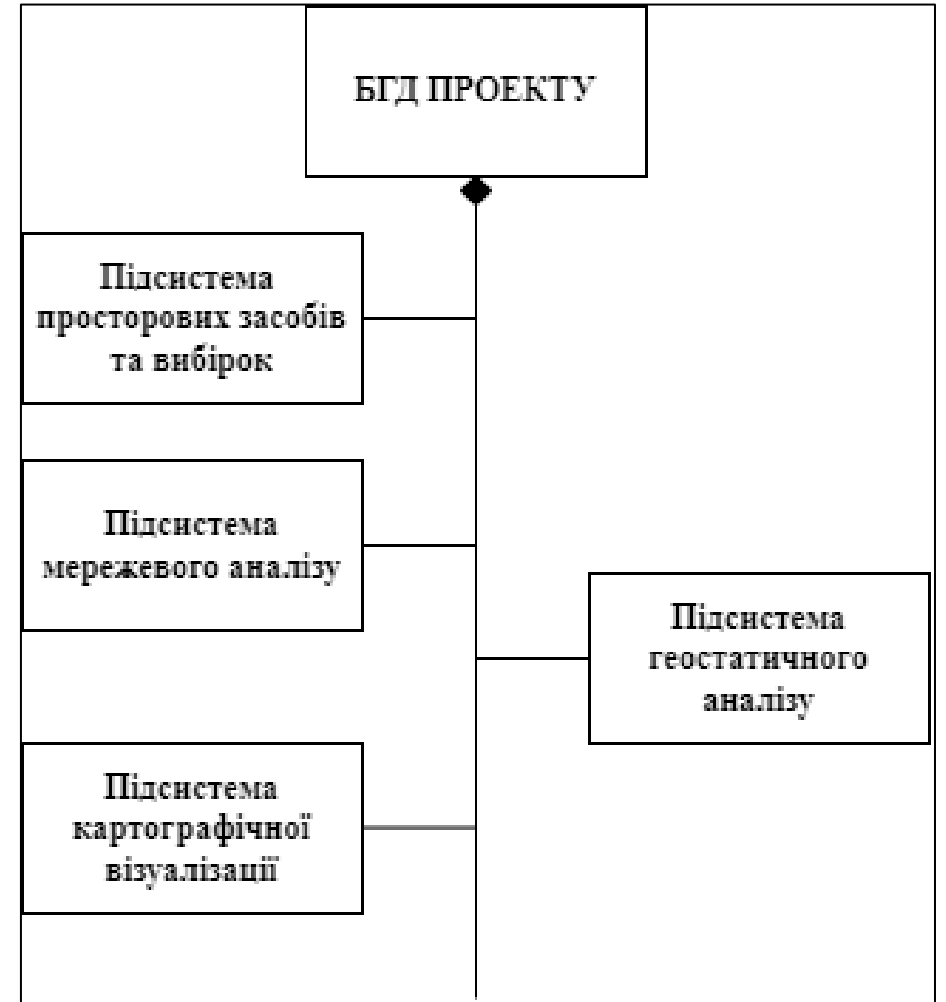 БГД ПРОЕКТУ
Підсистема
просторових засобів
та вибірок
Підсистема
мережевого аналізу
Підсистема
геостатичного
аналізу
Підсистема
картографічної
візуалізації